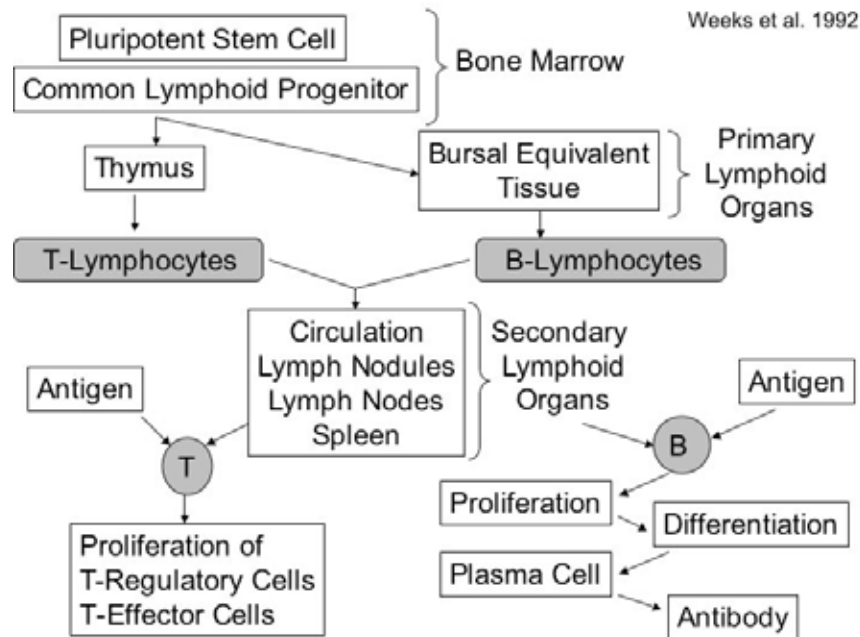 Weeks et al. 1992
Pluripotent Stem Cell
Common Lymphoid Progenitor
Bone Marrow
Thymus
Bursal Equivalent
Tissue
Primary
Lymphoid
Organs
T-Lymphocytes
B-Lymphocytes
Circulation
Lymph Nodules
Lymph Nodes
Spleen
Secondary
Lymphoid
Organs
Antigen
Antigen
T
B
Proliferation of
T-Regulatory Cells
T-Effector Cells
Proliferation
Differentiation
Plasma Cell
Antibody